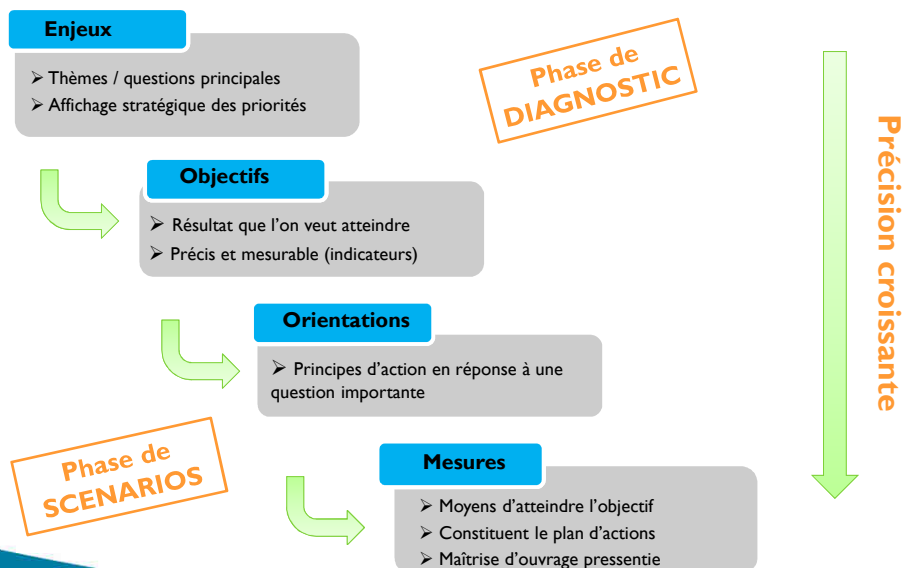 Enjeux
➢ Thèmes / questions principales
➢ Affichage stratégique des priorités
Phase de
DIAGNOSTIC
Objectifs
➢ Résultat que l’on veut atteindre
➢ Précis et mesurable (indicateurs)
Orientations
➢ Principes d’action en réponse à une
question importante
Phase de
SCENARIOS
Mesures
➢ Moyens d’atteindre l’objectif
➢ Constituent le plan d’actions
➢ Maîtrise d’ouvrage pressentie
Précision croissante